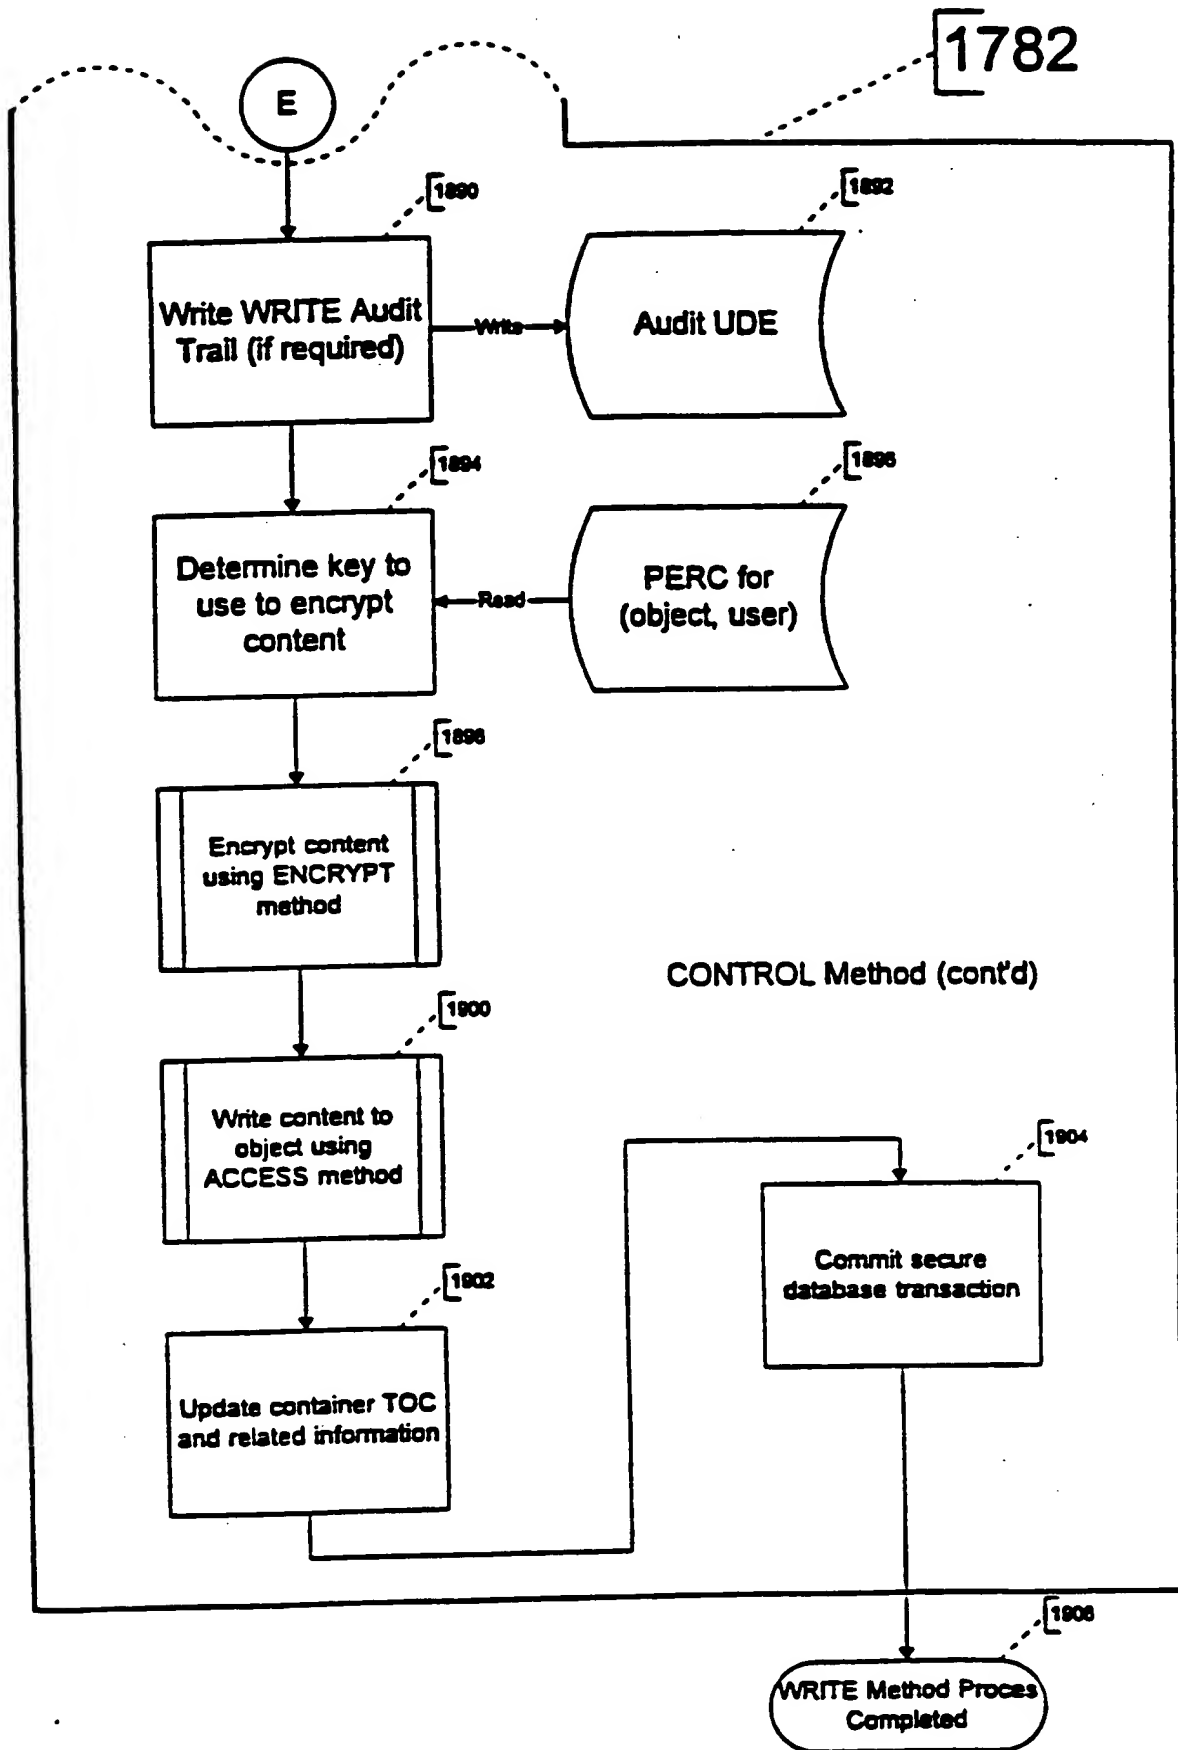 1782
E
1890
1892
Write WRITE Audit
Trail (if required)
Write
Audit UDE
1894
1896
Determine key to
use to encrypt
content
Read
PERC for
(object, user)
1898
Encrypt content
using ENCRYPT
method
CONTROL Method (cont'd)
1900
Write content to
object using
ACCESS method
1904
Commit secure
database transaction
1902
Update container TOC
and related information
1906
WRITE Method Proces
Completed